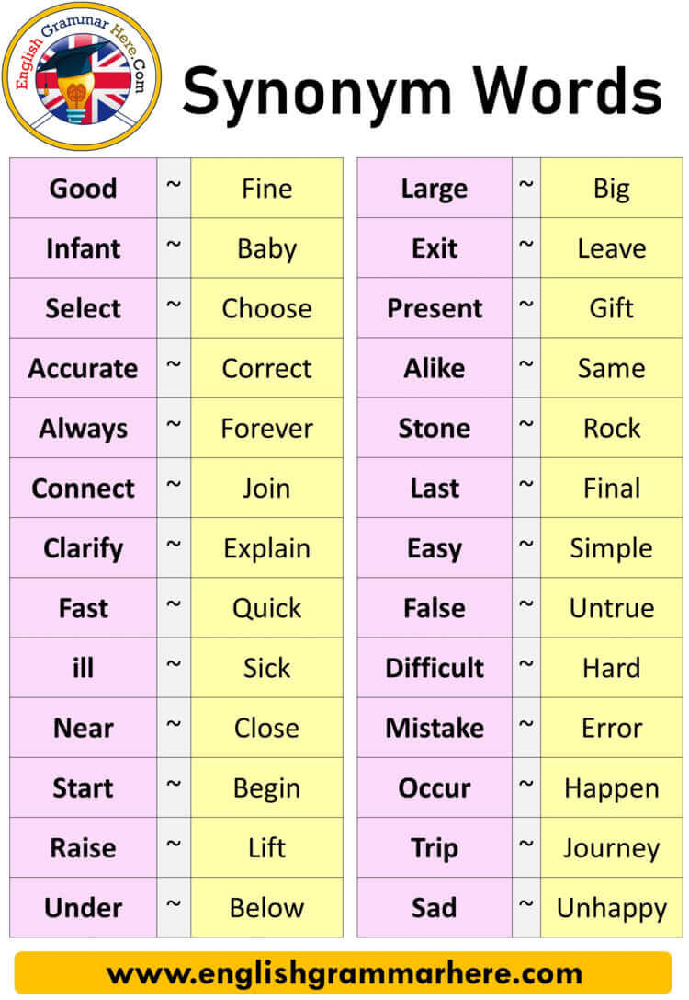 English Grammar Here.Com
Synonym Words
Good ~ Fine
Infant ~ Baby
Select ~ Choose
Accurate ~ Correct
Always ~ Forever
Connect ~ Join
Clarify ~ Explain
Fast ~ Quick
ill ~ Sick
Near ~ Close
Start ~ Begin
Raise ~ Lift
Under ~ Below
Large ~ Big
Exit ~ Leave
Present ~ Gift
Alike ~ Same
Stone ~ Rock
Last ~ Final
Easy ~ Simple
False ~ Untrue
Difficult ~ Hard
Mistake ~ Error
Occur ~ Happen
Trip ~ Journey
Sad ~ Unhappy
www.englishgrammarhere.com